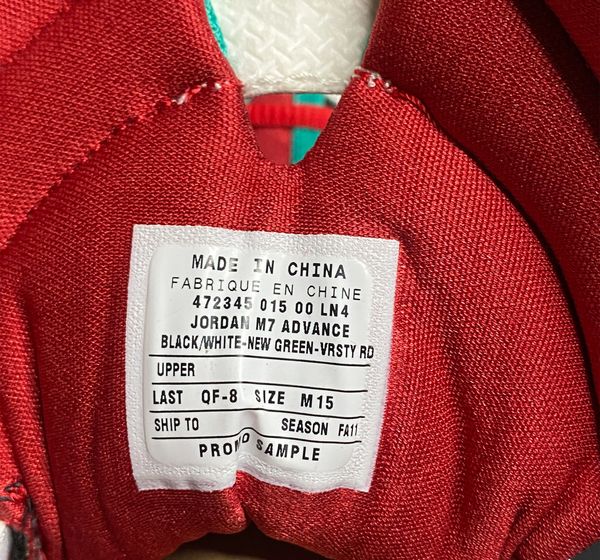 MADE IN CHINA
FABRIQUE EN CHINE
472345 015 00 LN4
JORDAN M7 ADVANCE
BLACK/WHITE-NEW GREEN-VRSTY RD
UPPER
LAST QF-8 SIZE M15
SHIP TO SEASON FA11
PROMO SAMPLE